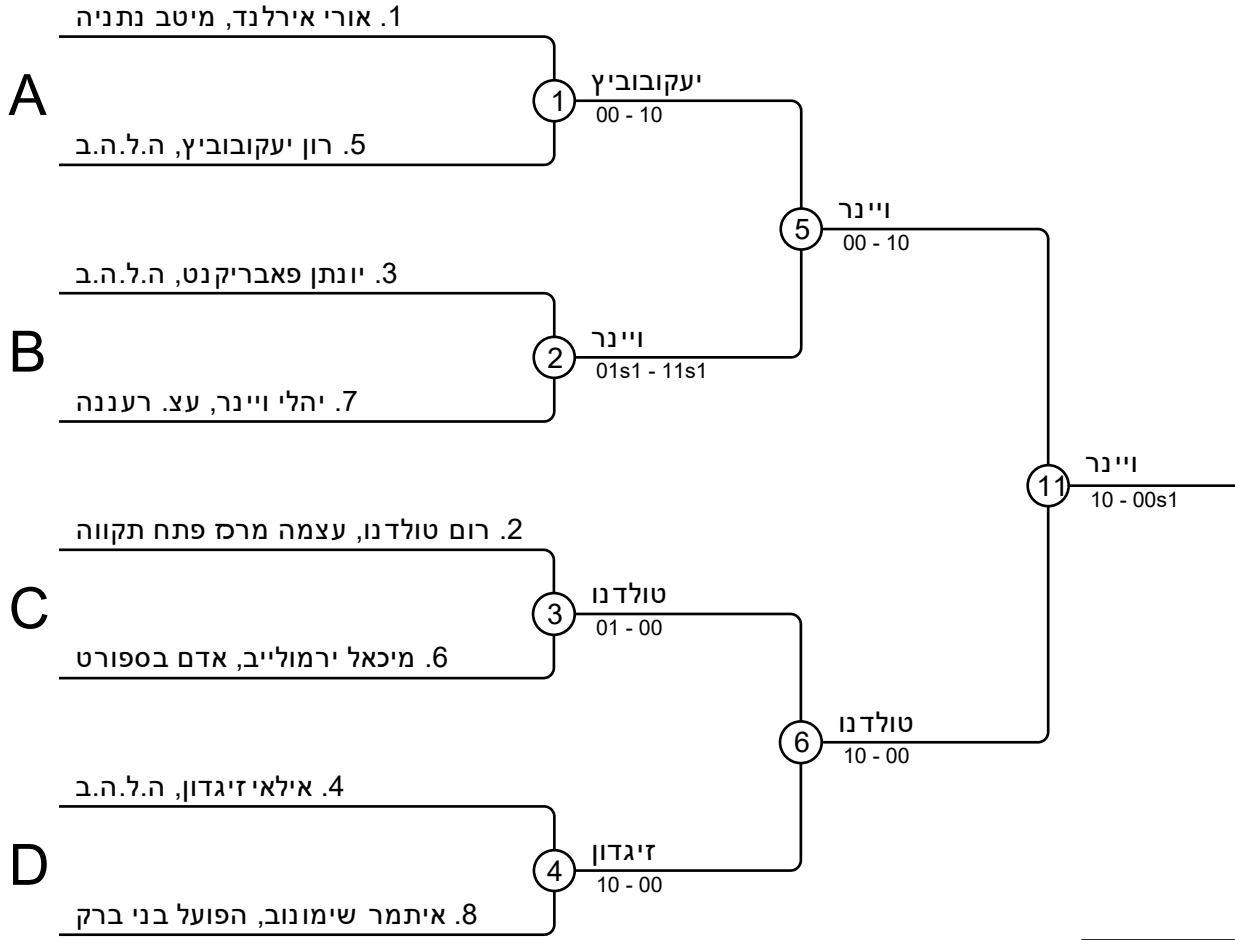 1. אורי אירלנד, מיטב נתניה
A
1
יעקובוביץ
00 - 10
5. רון יעקובוביץ, ה.ל.ה.ב
5
ויינר
00 - 10
3. יונתן פאבריקנט, ה.ל.ה.ב
B
2
ויינר
01s1 - 11s1
7. יהלי ויינר, עצ. רעננה
11
ויינר
10 - 00s1
2. רום טולדנו, עצמה מרכז פתח תקווה
C
3
טולדנו
01 - 00
6. מיכאל ירמולייב, אדם בספורט
6
טולדנו
10 - 00
4. אילאי זיגדון, ה.ל.ה.ב
D
4
זיגדון
10 - 00
8. איתמר שימונוב, הפועל בני ברק